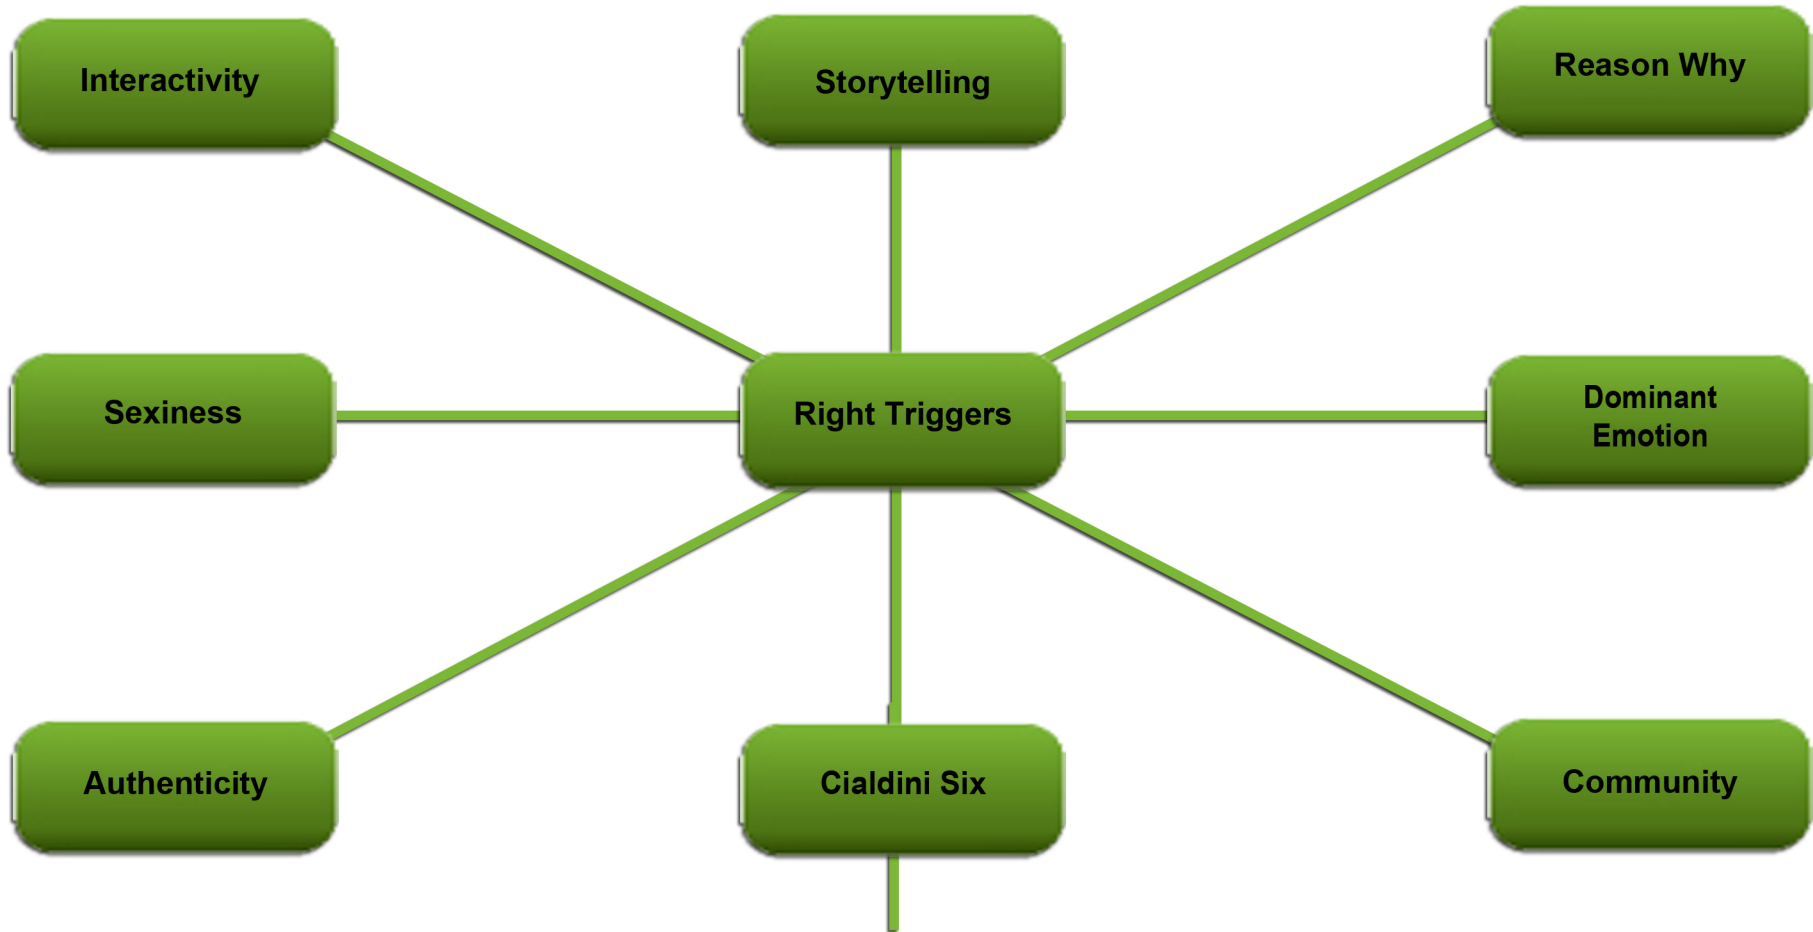 Interactivity
Storytelling
Reason Why
Sexiness
Right Triggers
Dominant
Emotion
Authenticity
Cialdini Six
Community